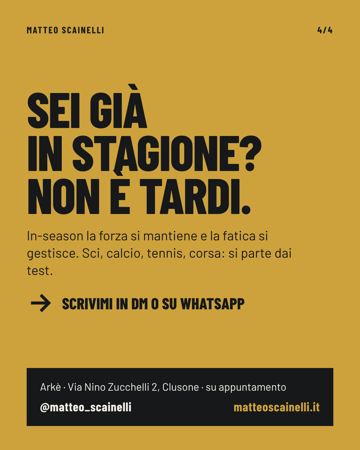 MATTEO SCAINELLI 4/4
SEI GIÀ
IN STAGIONE?
NON È TARDI.
In-season la forza si mantiene e la fatica si
gestisce. Sci, calcio, tennis, corsa: si parte dai
test.
→ SCRIVIMI IN DM O SU WHATSAPP
Arkè · Via Nino Zucchelli 2, Clusone · su appuntamento
@matteo_scainelli matteoscainelli.it